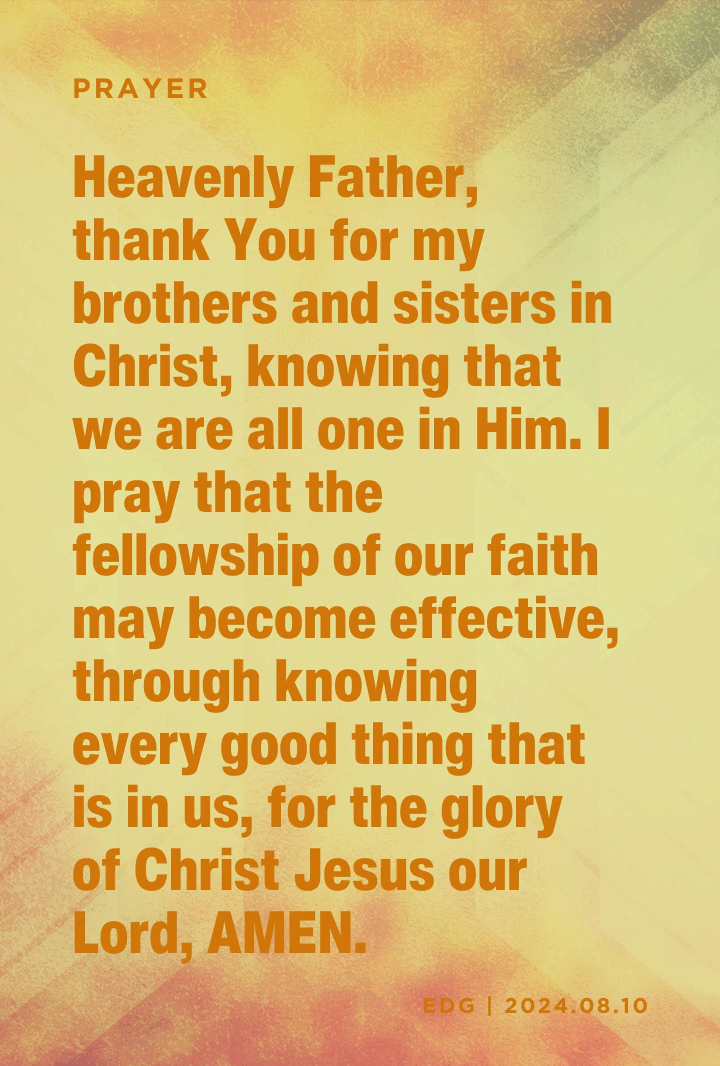 PRAYER
Heavenly Father,
thank You for my
brothers and sisters in
Christ, knowing that
we are all one in Him. I
pray that the
fellowship of our faith
may become effective,
through knowing
every good thing that
is in us, for the glory
of Christ Jesus our
Lord, AMEN.
EDG | 2024.08.10